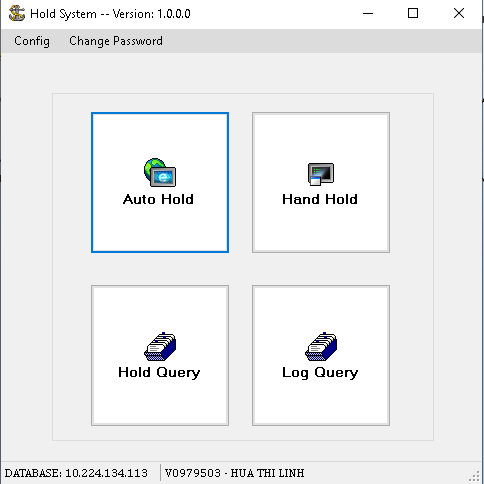 Hold System -- Version: 1.0.0.0
Config Change Password
Auto Hold Hand Hold
Hold Query Log Query
DATABASE: 10.224.134.113 V0979503 - HUA THI LINH